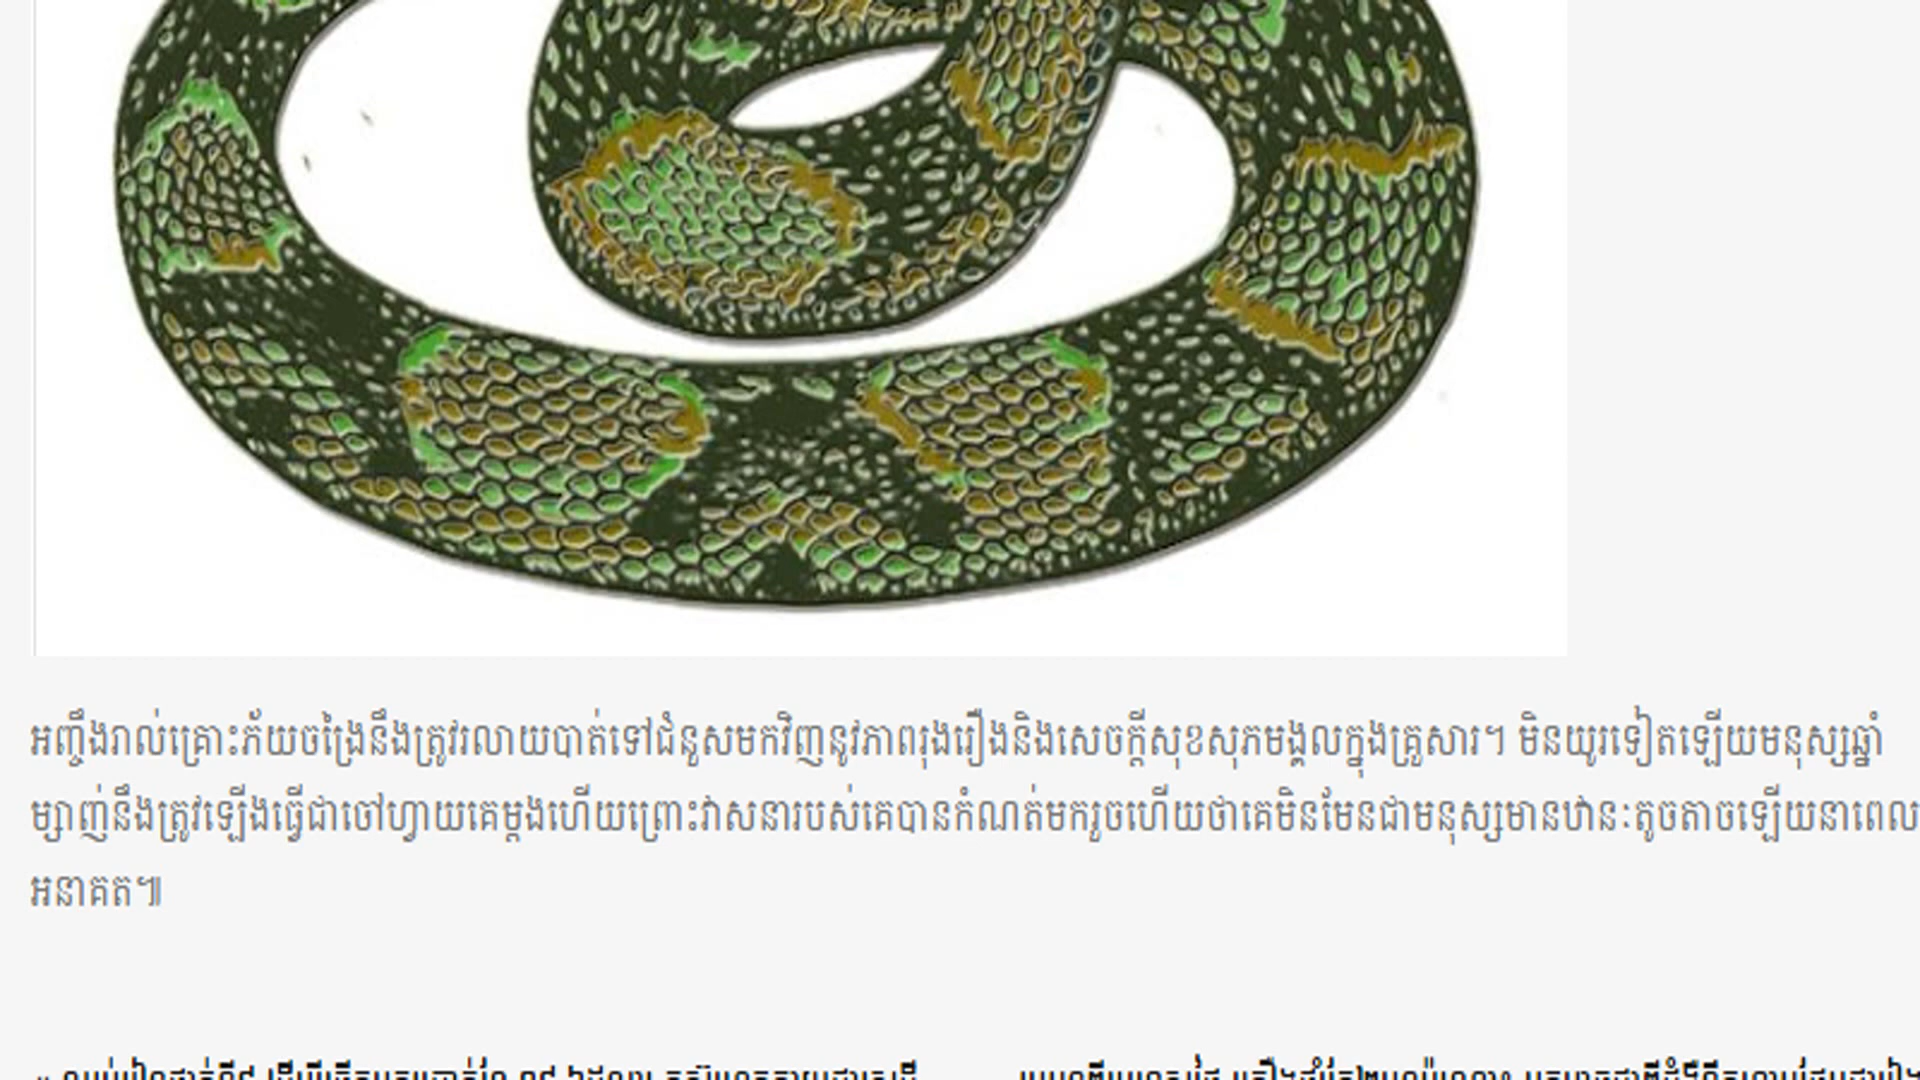 អញ្ចឹងរាល់គ្រោះភ័យចង្រៃនឹងត្រូវរលាយបាត់ទៅជំនួសមកវិញនូវភាពរុងរឿងនិងសេចក្ដីសុខសុភមង្គលក្នុងគ្រួសារ។ មិនយូរទៀតឡើយមនុស្សឆ្នាំ
ម្សាញ់នឹងត្រូវឡើងធ្វើជាចៅហ្វាយគេម្ដងហើយព្រោះវាសនារបស់គេបានកំណត់មករួចហើយថាគេមិនមែនជាមនុស្សមានឋានៈតូចតាចឡើយនាពេល
អនាគត៕